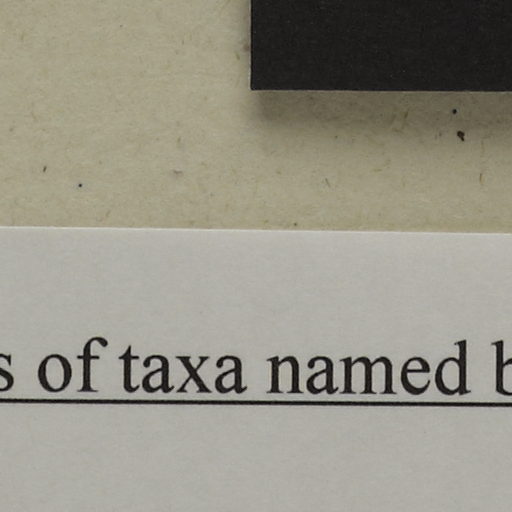 s of taxa named b